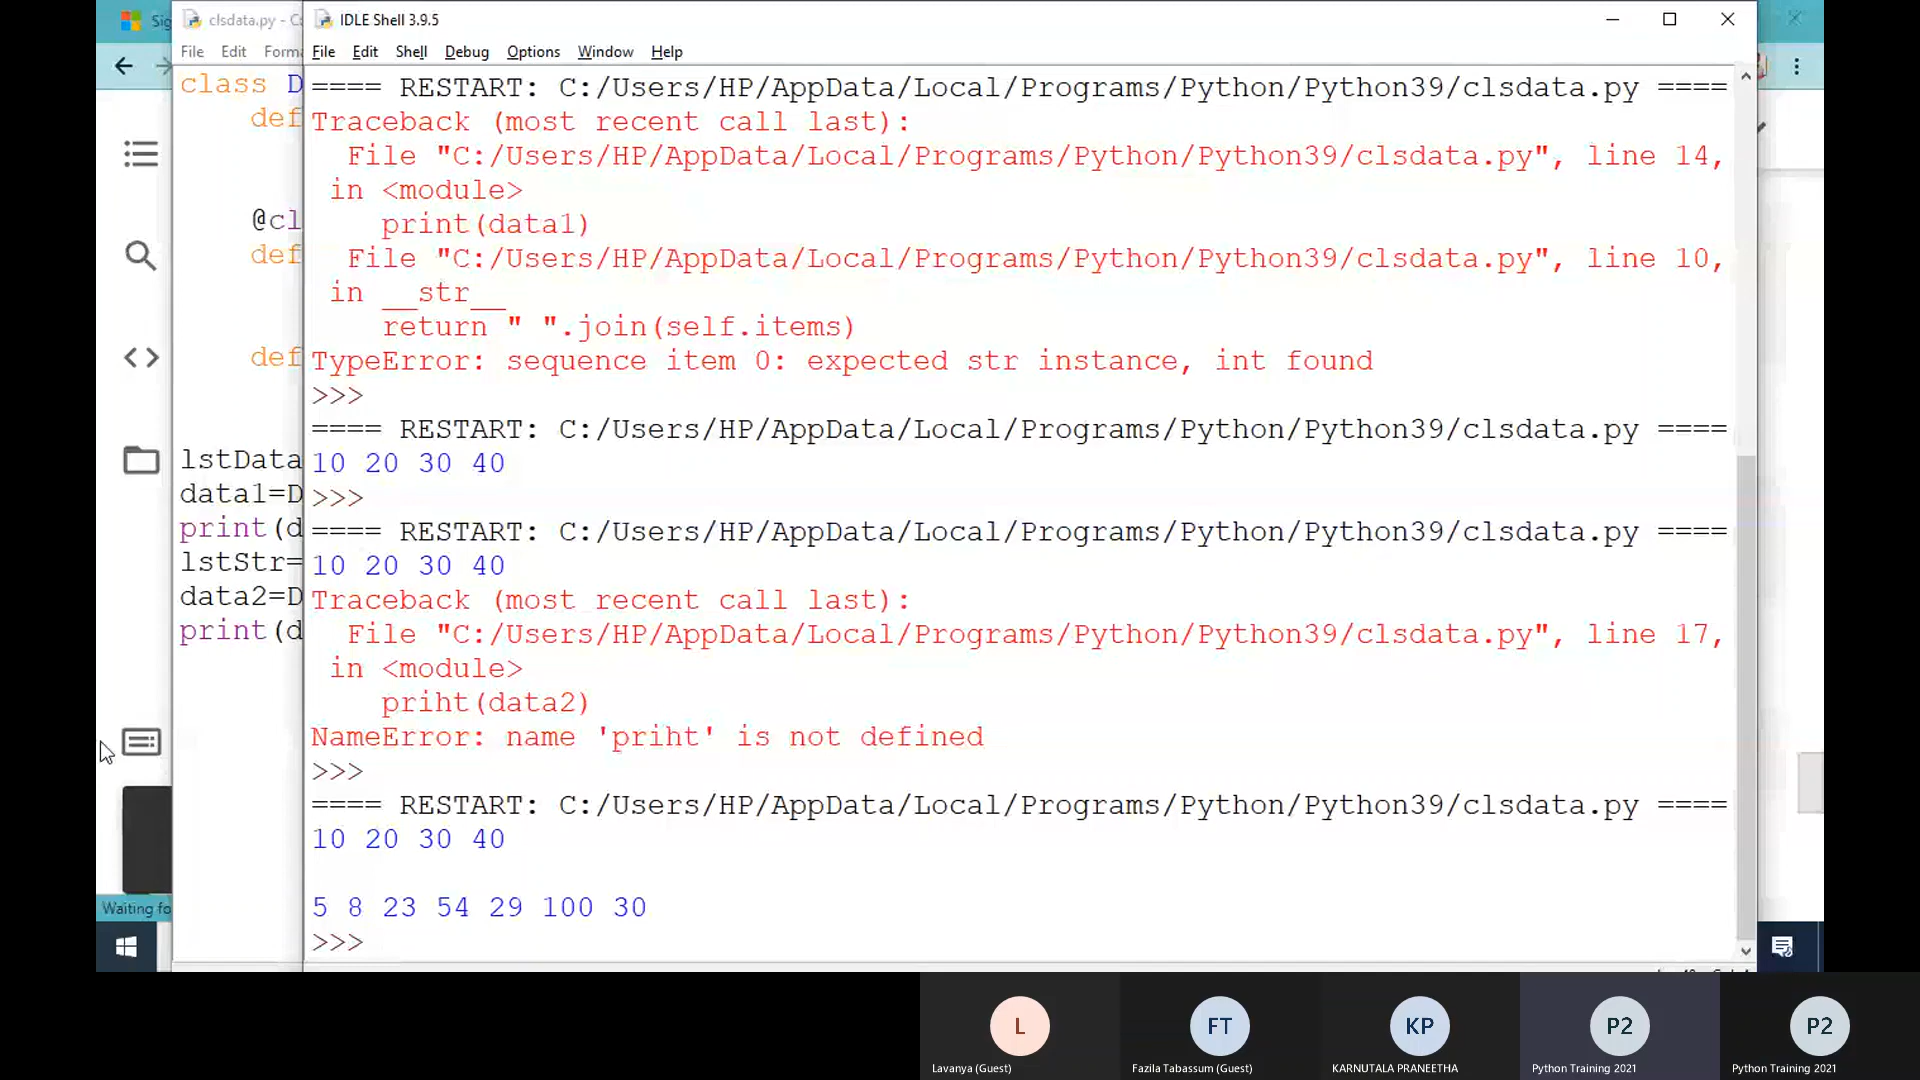 Sig
clsdata.py - C
IDLE Shell 3.9.5
File Edit Forma
File Edit Shell Debug Options Window Help
class D
def
@cl
def
def
lstData
data1=D
print(d
lstStr=
data2=D
print(d
==== RESTART: C:/Users/HP/AppData/Local/Programs/Python/Python39/clsdata.py ====
Traceback (most recent call last):
File "C:/Users/HP/AppData/Local/Programs/Python/Python39/clsdata.py", line 14,
in <module>
print(data1)
File "C:/Users/HP/AppData/Local/Programs/Python/Python39/clsdata.py", line 10,
in __str__
return " ".join(self.items)
TypeError: sequence item 0: expected str instance, int found
>>>
==== RESTART: C:/Users/HP/AppData/Local/Programs/Python/Python39/clsdata.py ====
10 20 30 40
>>>
==== RESTART: C:/Users/HP/AppData/Local/Programs/Python/Python39/clsdata.py ====
10 20 30 40
Traceback (most recent call last):
File "C:/Users/HP/AppData/Local/Programs/Python/Python39/clsdata.py", line 17,
in <module>
priht(data2)
NameError: name 'priht' is not defined
>>>
==== RESTART: C:/Users/HP/AppData/Local/Programs/Python/Python39/clsdata.py ====
10 20 30 40
5 8 23 54 29 100 30
>>>
Waiting fo
L
FT
KP
P2
P2
Lavanya (Guest)
Fazila Tabassum (Guest)
KARNUTALA PRANEETHA
Python Training 2021
Python Training 2021